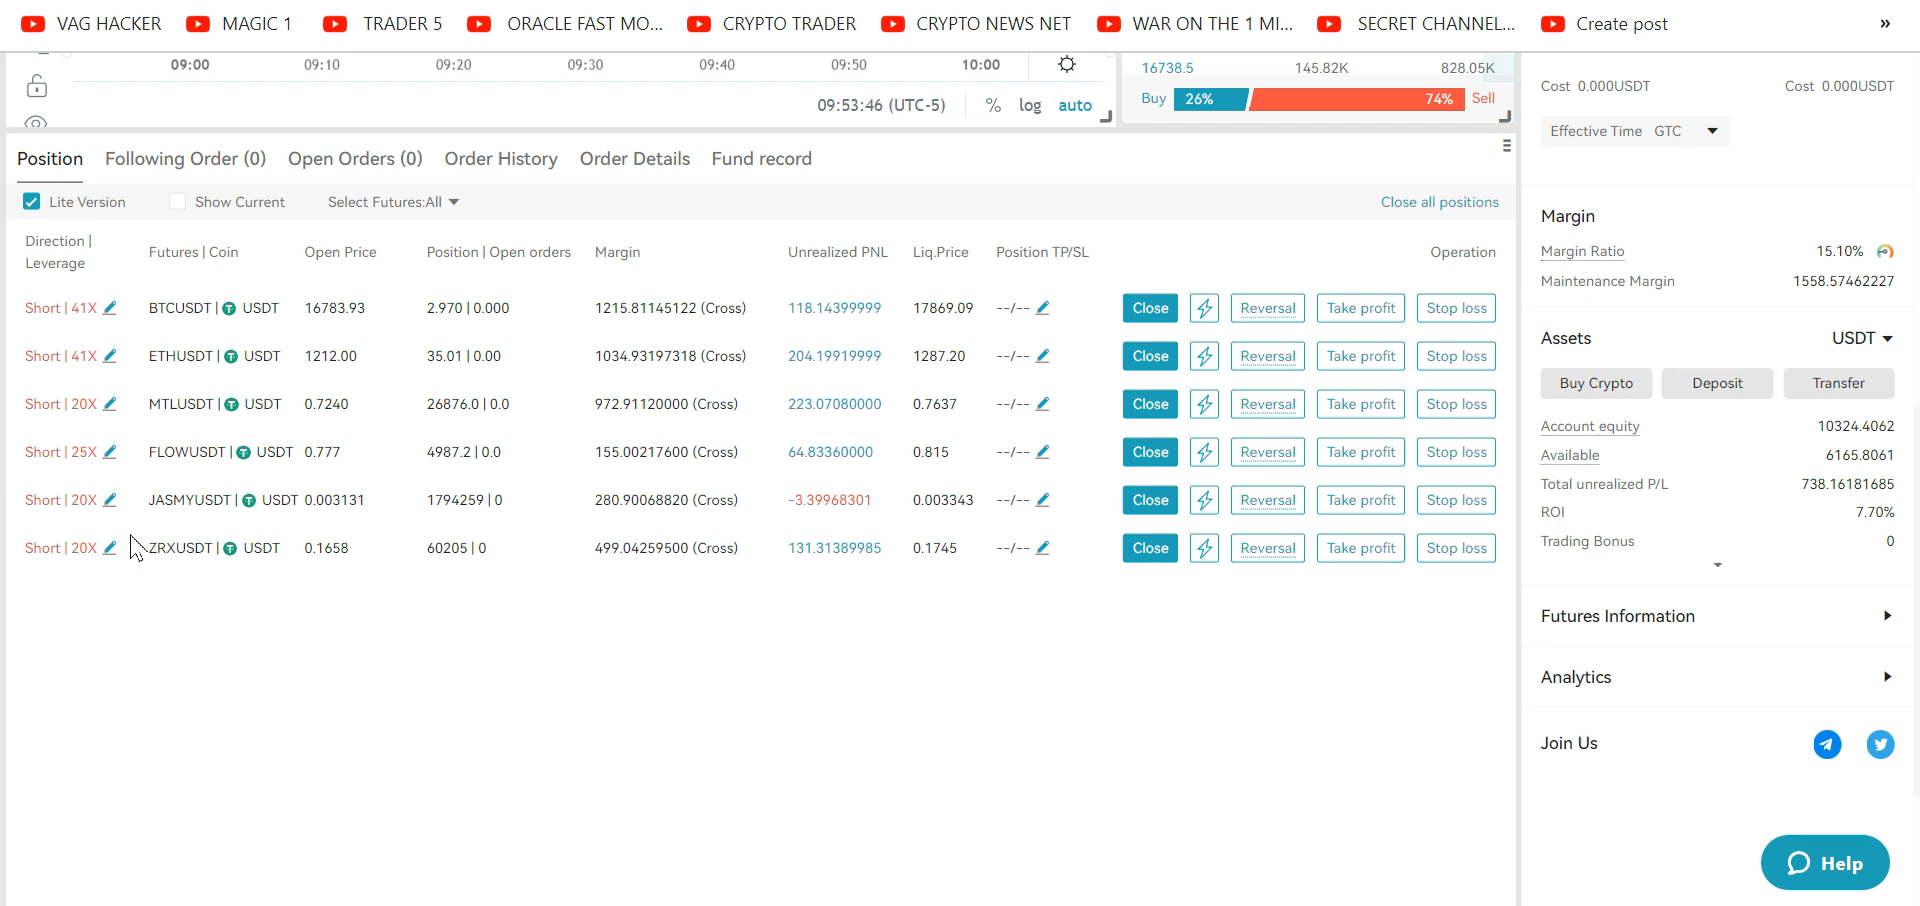 VAG HACKER MAGIC 1 TRADER 5 ORACLE FAST MO... CRYPTO TRADER CRYPTO NEWS NET WAR ON THE 1 MI... SECRET CHANNEL... Create post »
09:00 09:10 09:20 09:30 09:40 09:50 10:00
09:53:46 (UTC-5) % log auto
16738.5 145.82K 828.05K
Buy 26% 74% Sell
Position Following Order (0) Open Orders (0) Order History Order Details Fund record
Lite Version Show Current Select Futures:All Close all positions
Direction | Leverage Futures | Coin Open Price Position | Open orders Margin Unrealized PNL Liq.Price Position TP/SL Operation
Short | 41X BTCUSDT | USDT 16783.93 2.970 | 0.000 1215.81145122 (Cross) 118.14399999 17869.09 --/-- Close Reversal Take profit Stop loss
Short | 41X ETHUSDT | USDT 1212.00 35.01 | 0.00 1034.93197318 (Cross) 204.19919999 1287.20 --/-- Close Reversal Take profit Stop loss
Short | 20X MTLUSDT | USDT 0.7240 26876.0 | 0.0 972.91120000 (Cross) 223.07080000 0.7637 --/-- Close Reversal Take profit Stop loss
Short | 25X FLOWUSDT | USDT 0.777 4987.2 | 0.0 155.00217600 (Cross) 64.83360000 0.815 --/-- Close Reversal Take profit Stop loss
Short | 20X JASMYUSDT | USDT 0.003131 1794259 | 0 280.90068820 (Cross) -3.39968301 0.003343 --/-- Close Reversal Take profit Stop loss
Short | 20X ZRXUSDT | USDT 0.1658 60205 | 0 499.04259500 (Cross) 131.31389985 0.1745 --/-- Close Reversal Take profit Stop loss
Cost 0.000USDT Cost 0.000USDT
Effective Time GTC
Margin
Margin Ratio 15.10%
Maintenance Margin 1558.57462227
Assets USDT
Buy Crypto Deposit Transfer
Account equity 10324.4062
Available 6165.8061
Total unrealized P/L 738.16181685
ROI 7.70%
Trading Bonus 0
Futures Information
Analytics
Join Us
Help